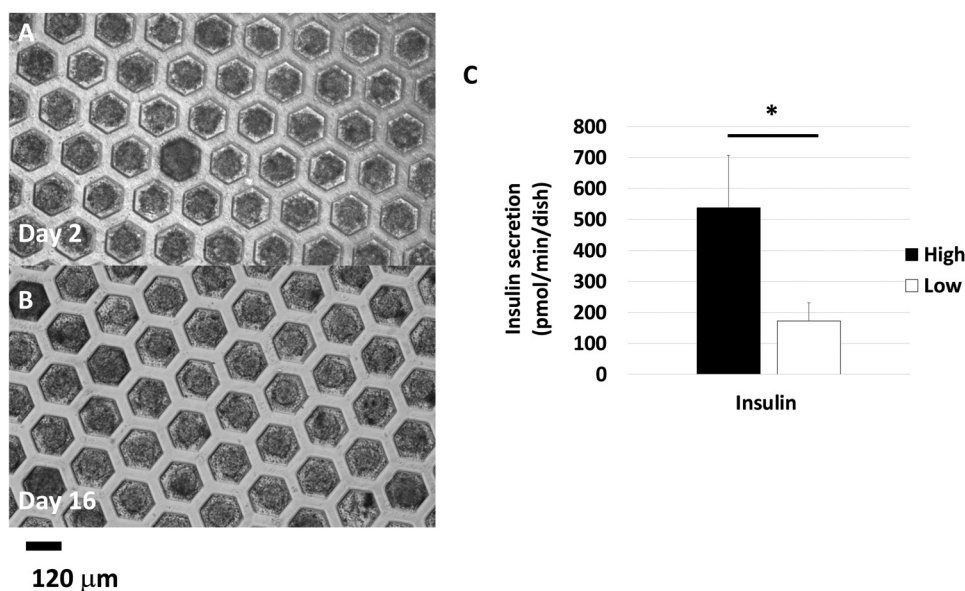 A
Day 2
B
Day 16
120 μm
C
*
Insulin secretion
(pmol/min/dish)
800
700
600
500
400
300
200
100
0
Insulin
High
Low